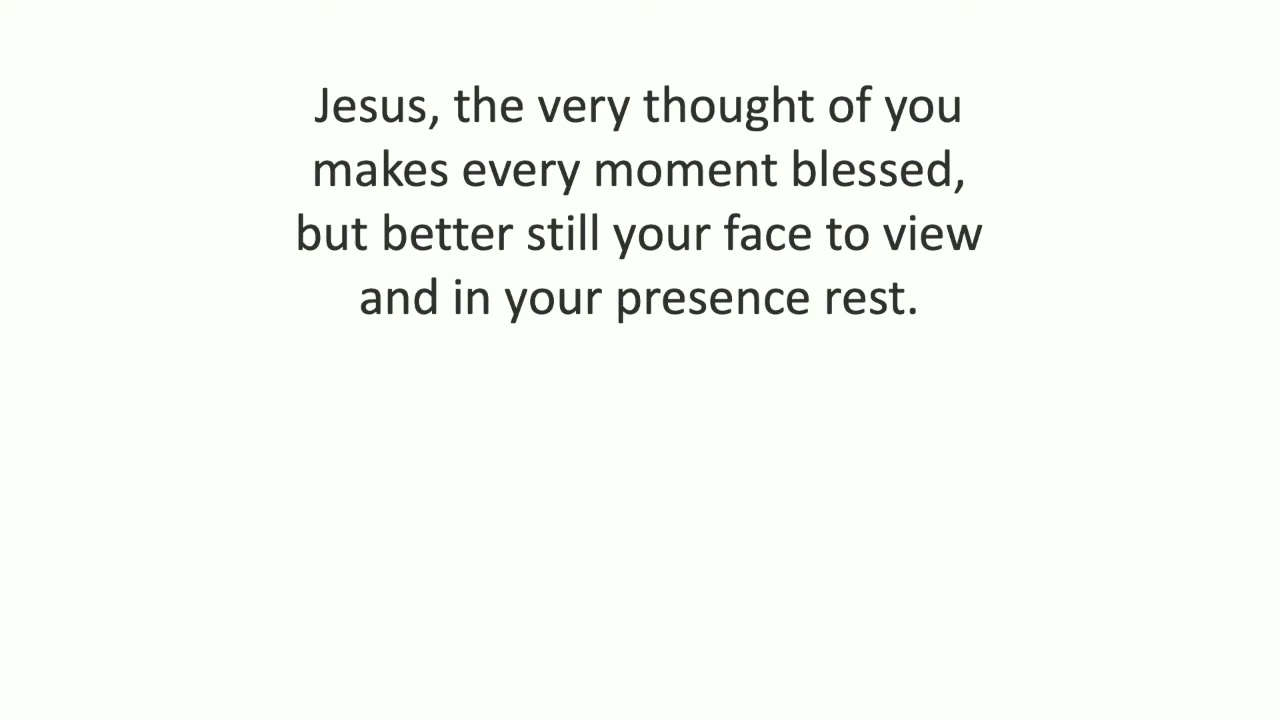 Jesus, the very thought of you
makes every moment blessed,
but better still your face to view
and in your presence rest.